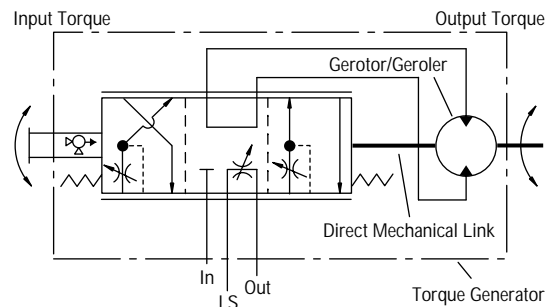 Input Torque
Output Torque
Gerotor/Geroler
Direct Mechanical Link
In
Out
LS
Torque Generator